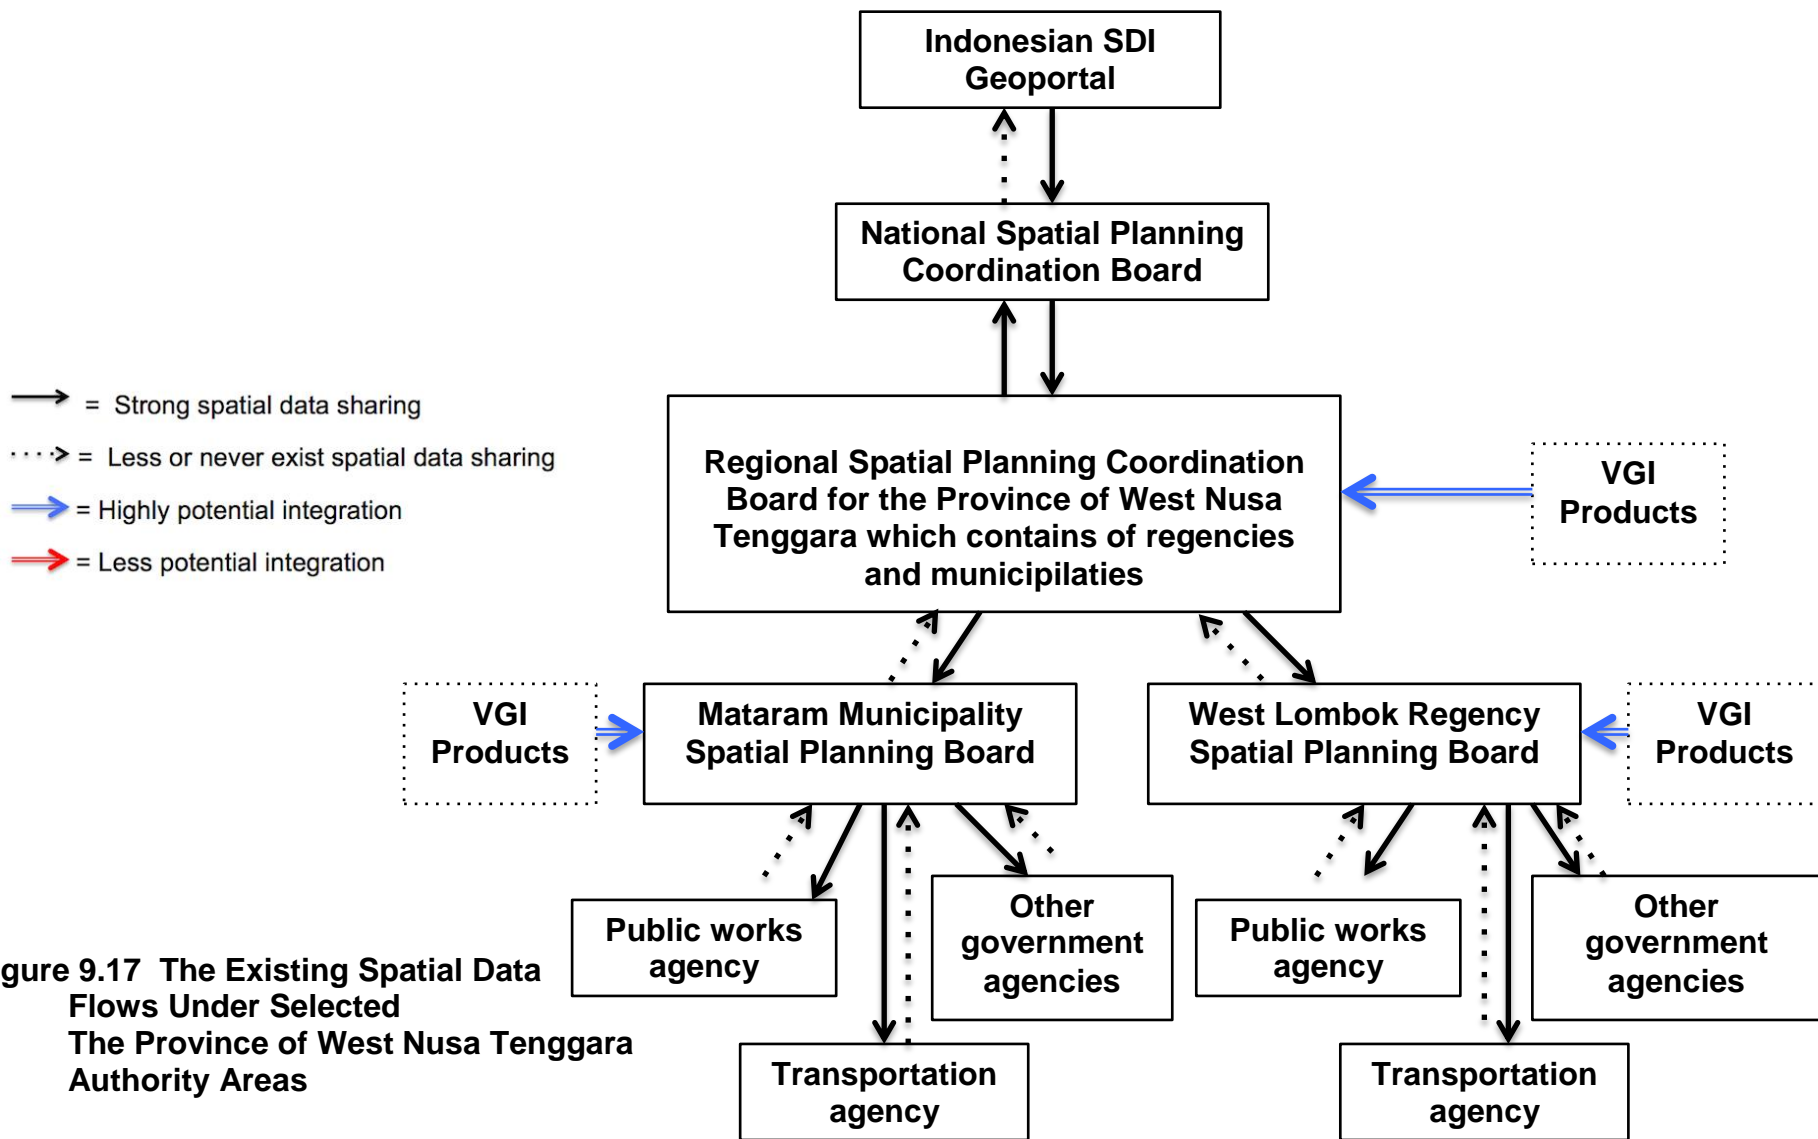 Indonesian SDI
Geoportal
National Spatial Planning
Coordination Board
= Strong spatial data sharing
= Less or never exist spatial data sharing
= Highly potential integration
= Less potential integration
Regional Spatial Planning Coordination
Board for the Province of West Nusa
Tenggara which contains of regencies
and municipilaties
VGI
Products
VGI
Products
Mataram Municipality
Spatial Planning Board
West Lombok Regency
Spatial Planning Board
VGI
Products
Public works
agency
Other
government
agencies
Public works
agency
Other
government
agencies
Transportation
agency
Transportation
agency
gure 9.17 The Existing Spatial Data
Flows Under Selected
The Province of West Nusa Tenggara
Authority Areas